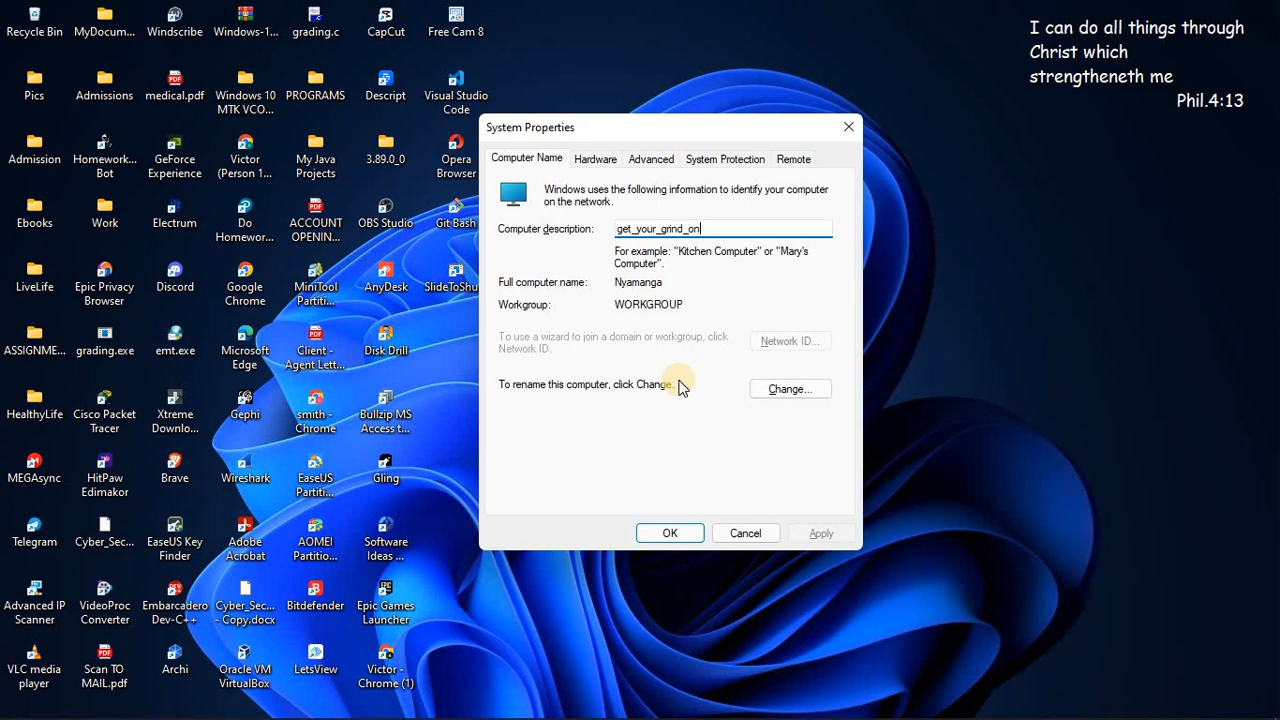 Recycle Bin
MyDocum...
Windscribe
Windows-1...
grading.c
CapCut
Free Cam 8
I can do all things through
Christ which
strengtheneth me
Phil.4:13
Pics
Admissions
medical.pdf
Windows 10
MTK VCO...
PROGRAMS
Descript
Visual Studio
Code
Admission
Homework...
Bot
GeForce
Experience
Victor
(Person 1...
My Java
Projects
3.89.0_0
Opera
Browser
Ebooks
Work
Electrum
Do
Homewor...
ACCOUNT
OPENIN...
OBS Studio
Git Bash
LiveLife
Epic Privacy
Browser
Discord
Google
Chrome
MiniTool
Partiti...
AnyDesk
SlideToShu...
ASSIGNME...
grading.exe
emt.exe
Microsoft
Edge
Client -
Agent Lett...
Disk Drill
HealthyLife
Cisco Packet
Tracer
Xtreme
Downlo...
Gephi
smith -
Chrome
Bullzip MS
Access t...
MEGAsync
HitPaw
Edimakor
Brave
Wireshark
EaseUS
Partiti...
Gling
Telegram
Cyber_Sec...
EaseUS Key
Finder
Adobe
Acrobat
AOMEI
Partitio...
Software
Ideas ...
Advanced IP
Scanner
VideoProc
Converter
Embarcadero
Dev-C++
Cyber_Sec...
- Copy.docx
Bitdefender
Epic Games
Launcher
VLC media
player
Scan TO
MAIL.pdf
Archi
Oracle VM
VirtualBox
LetsView
Victor -
Chrome (1)
System Properties
Computer Name
Hardware
Advanced
System Protection
Remote
Windows uses the following information to identify your computer
on the network.
Computer description:
get_your_grind_on
For example: "Kitchen Computer" or "Mary's
Computer".
Full computer name:
Nyamanga
Workgroup:
WORKGROUP
To use a wizard to join a domain or workgroup, click
Network ID.
Network ID...
To rename this computer, click Change.
Change...
OK
Cancel
Apply